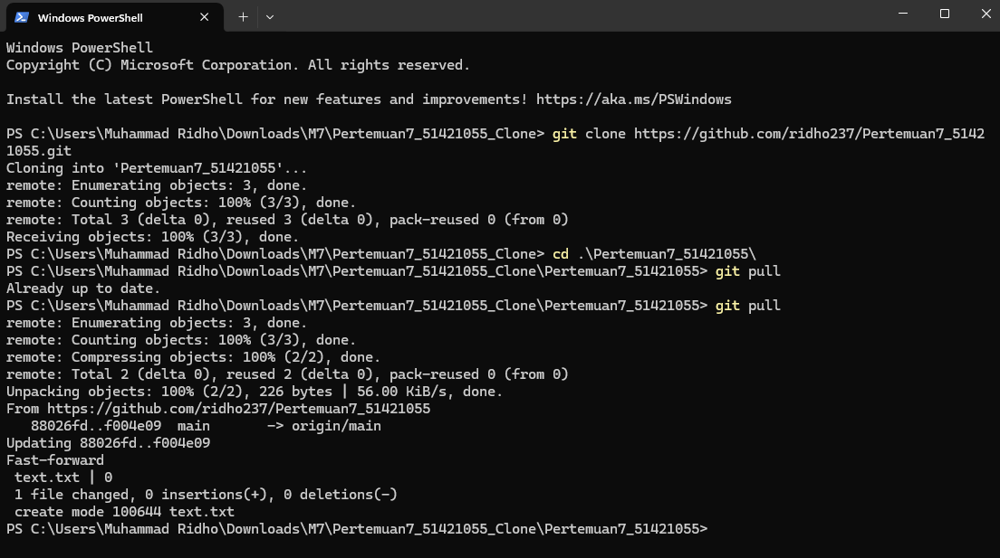 Windows PowerShell
Windows PowerShell
Copyright (C) Microsoft Corporation. All rights reserved.
Install the latest PowerShell for new features and improvements! https://aka.ms/PSWindows
PS C:\Users\Muhammad Ridho\Downloads\M7\Pertemuan7_51421055_Clone> git clone https://github.com/ridho237/Pertemuan7_5142
1055.git
Cloning into 'Pertemuan7_51421055'...
remote: Enumerating objects: 3, done.
remote: Counting objects: 100% (3/3), done.
remote: Total 3 (delta 0), reused 3 (delta 0), pack-reused 0 (from 0)
Receiving objects: 100% (3/3), done.
PS C:\Users\Muhammad Ridho\Downloads\M7\Pertemuan7_51421055_Clone> cd .\Pertemuan7_51421055\
PS C:\Users\Muhammad Ridho\Downloads\M7\Pertemuan7_51421055_Clone\Pertemuan7_51421055> git pull
Already up to date.
PS C:\Users\Muhammad Ridho\Downloads\M7\Pertemuan7_51421055_Clone\Pertemuan7_51421055> git pull
remote: Enumerating objects: 3, done.
remote: Counting objects: 100% (3/3), done.
remote: Compressing objects: 100% (2/2), done.
remote: Total 2 (delta 0), reused 2 (delta 0), pack-reused 0 (from 0)
Unpacking objects: 100% (2/2), 226 bytes | 56.00 KiB/s, done.
From https://github.com/ridho237/Pertemuan7_51421055
   88026fd..f004e09  main       -> origin/main
Updating 88026fd..f004e09
Fast-forward
 text.txt | 0
 1 file changed, 0 insertions(+), 0 deletions(-)
 create mode 100644 text.txt
PS C:\Users\Muhammad Ridho\Downloads\M7\Pertemuan7_51421055_Clone\Pertemuan7_51421055>